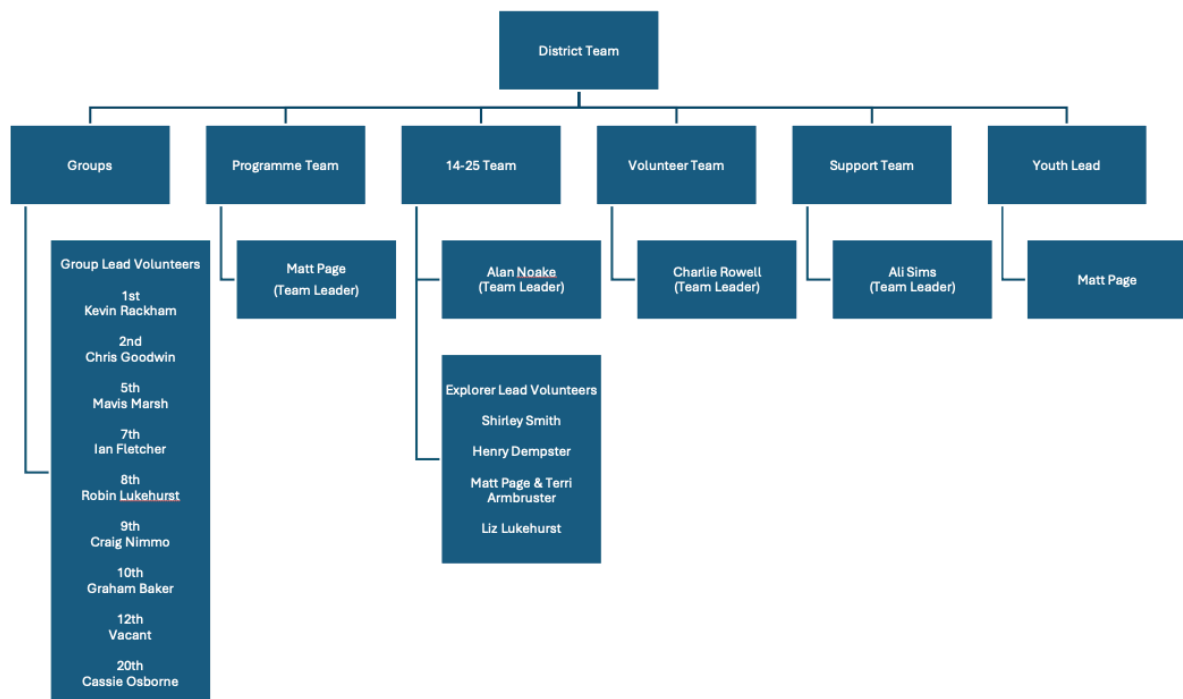 District Team
Groups
Programme Team
14-25 Team
Volunteer Team
Support Team
Youth Lead
Group Lead Volunteers
1st
Kevin Rackham
2nd
Chris Goodwin
5th
Mavis Marsh
7th
Ian Fletcher
8th
Robin Lukehurst
9th
Craig Nimmo
10th
Graham Baker
12th
Vacant
20th
Cassie Osborne
Matt Page
(Team Leader)
Alan Noake
(Team Leader)
Explorer Lead Volunteers
Shirley Smith
Henry Dempster
Matt Page & Terri
Armbruster
Liz Lukehurst
Charlie Rowell
(Team Leader)
Ali Sims
(Team Leader)
Matt Page